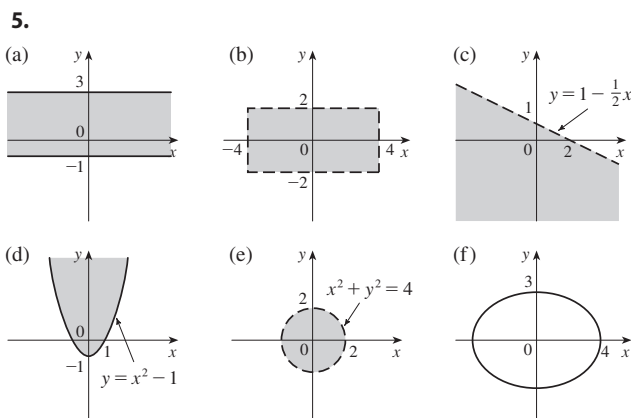 5.
(a) (b) (c)
y y y
3 2 1 y = 1 − 1/2 x
0 x −4 0 4 x 0 2 x
−1 −2
(d) (e) (f)
y y y
2 x² + y² = 4 3
0 1 x 0 2 x 0 4 x
−1 y = x² − 1